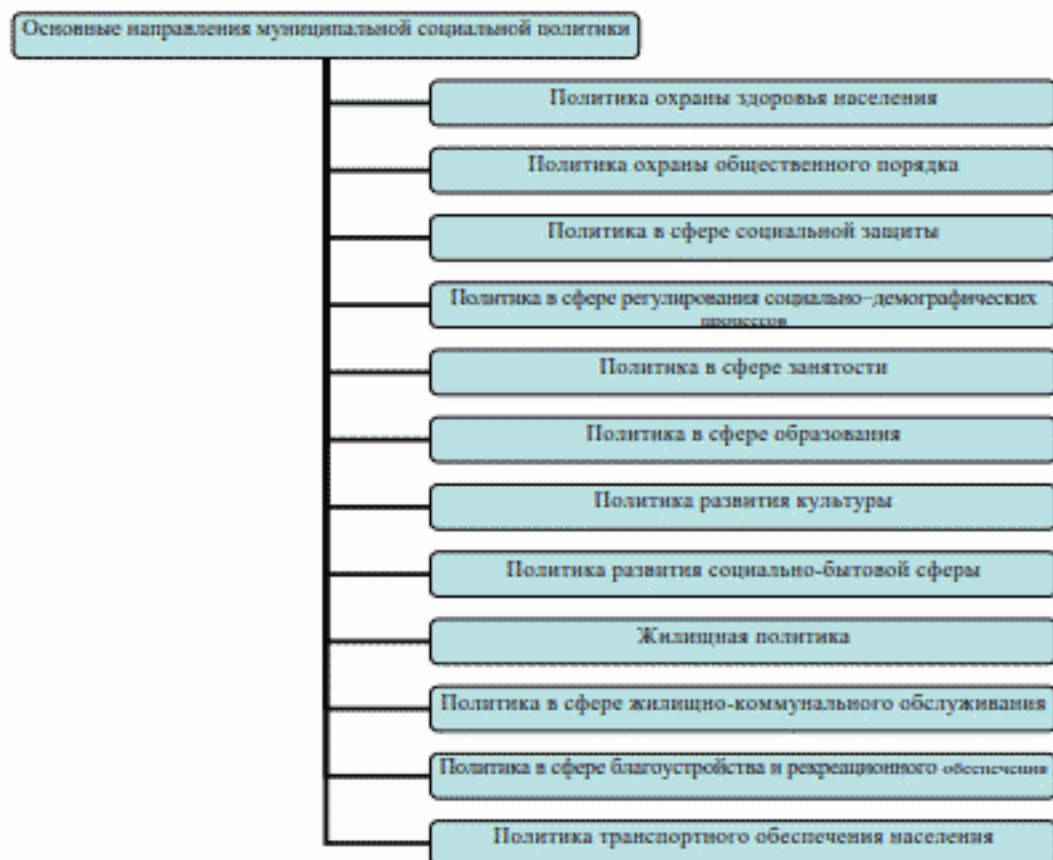 Основные направления муниципальной социальной политики
Политика охраны здоровья населения
Политика охраны общественного порядка
Политика в сфере социальной защиты
Политика в сфере регулирования социально-демографических
процессов
Политика в сфере занятости
Политика в сфере образования
Политика развития культуры
Политика развития социально-бытовой сферы
Жилищная политика
Политика в сфере жилищно-коммунального обслуживания
Политика в сфере благоустройства и рекреационного обеспечения
Политика транспортного обеспечения населения